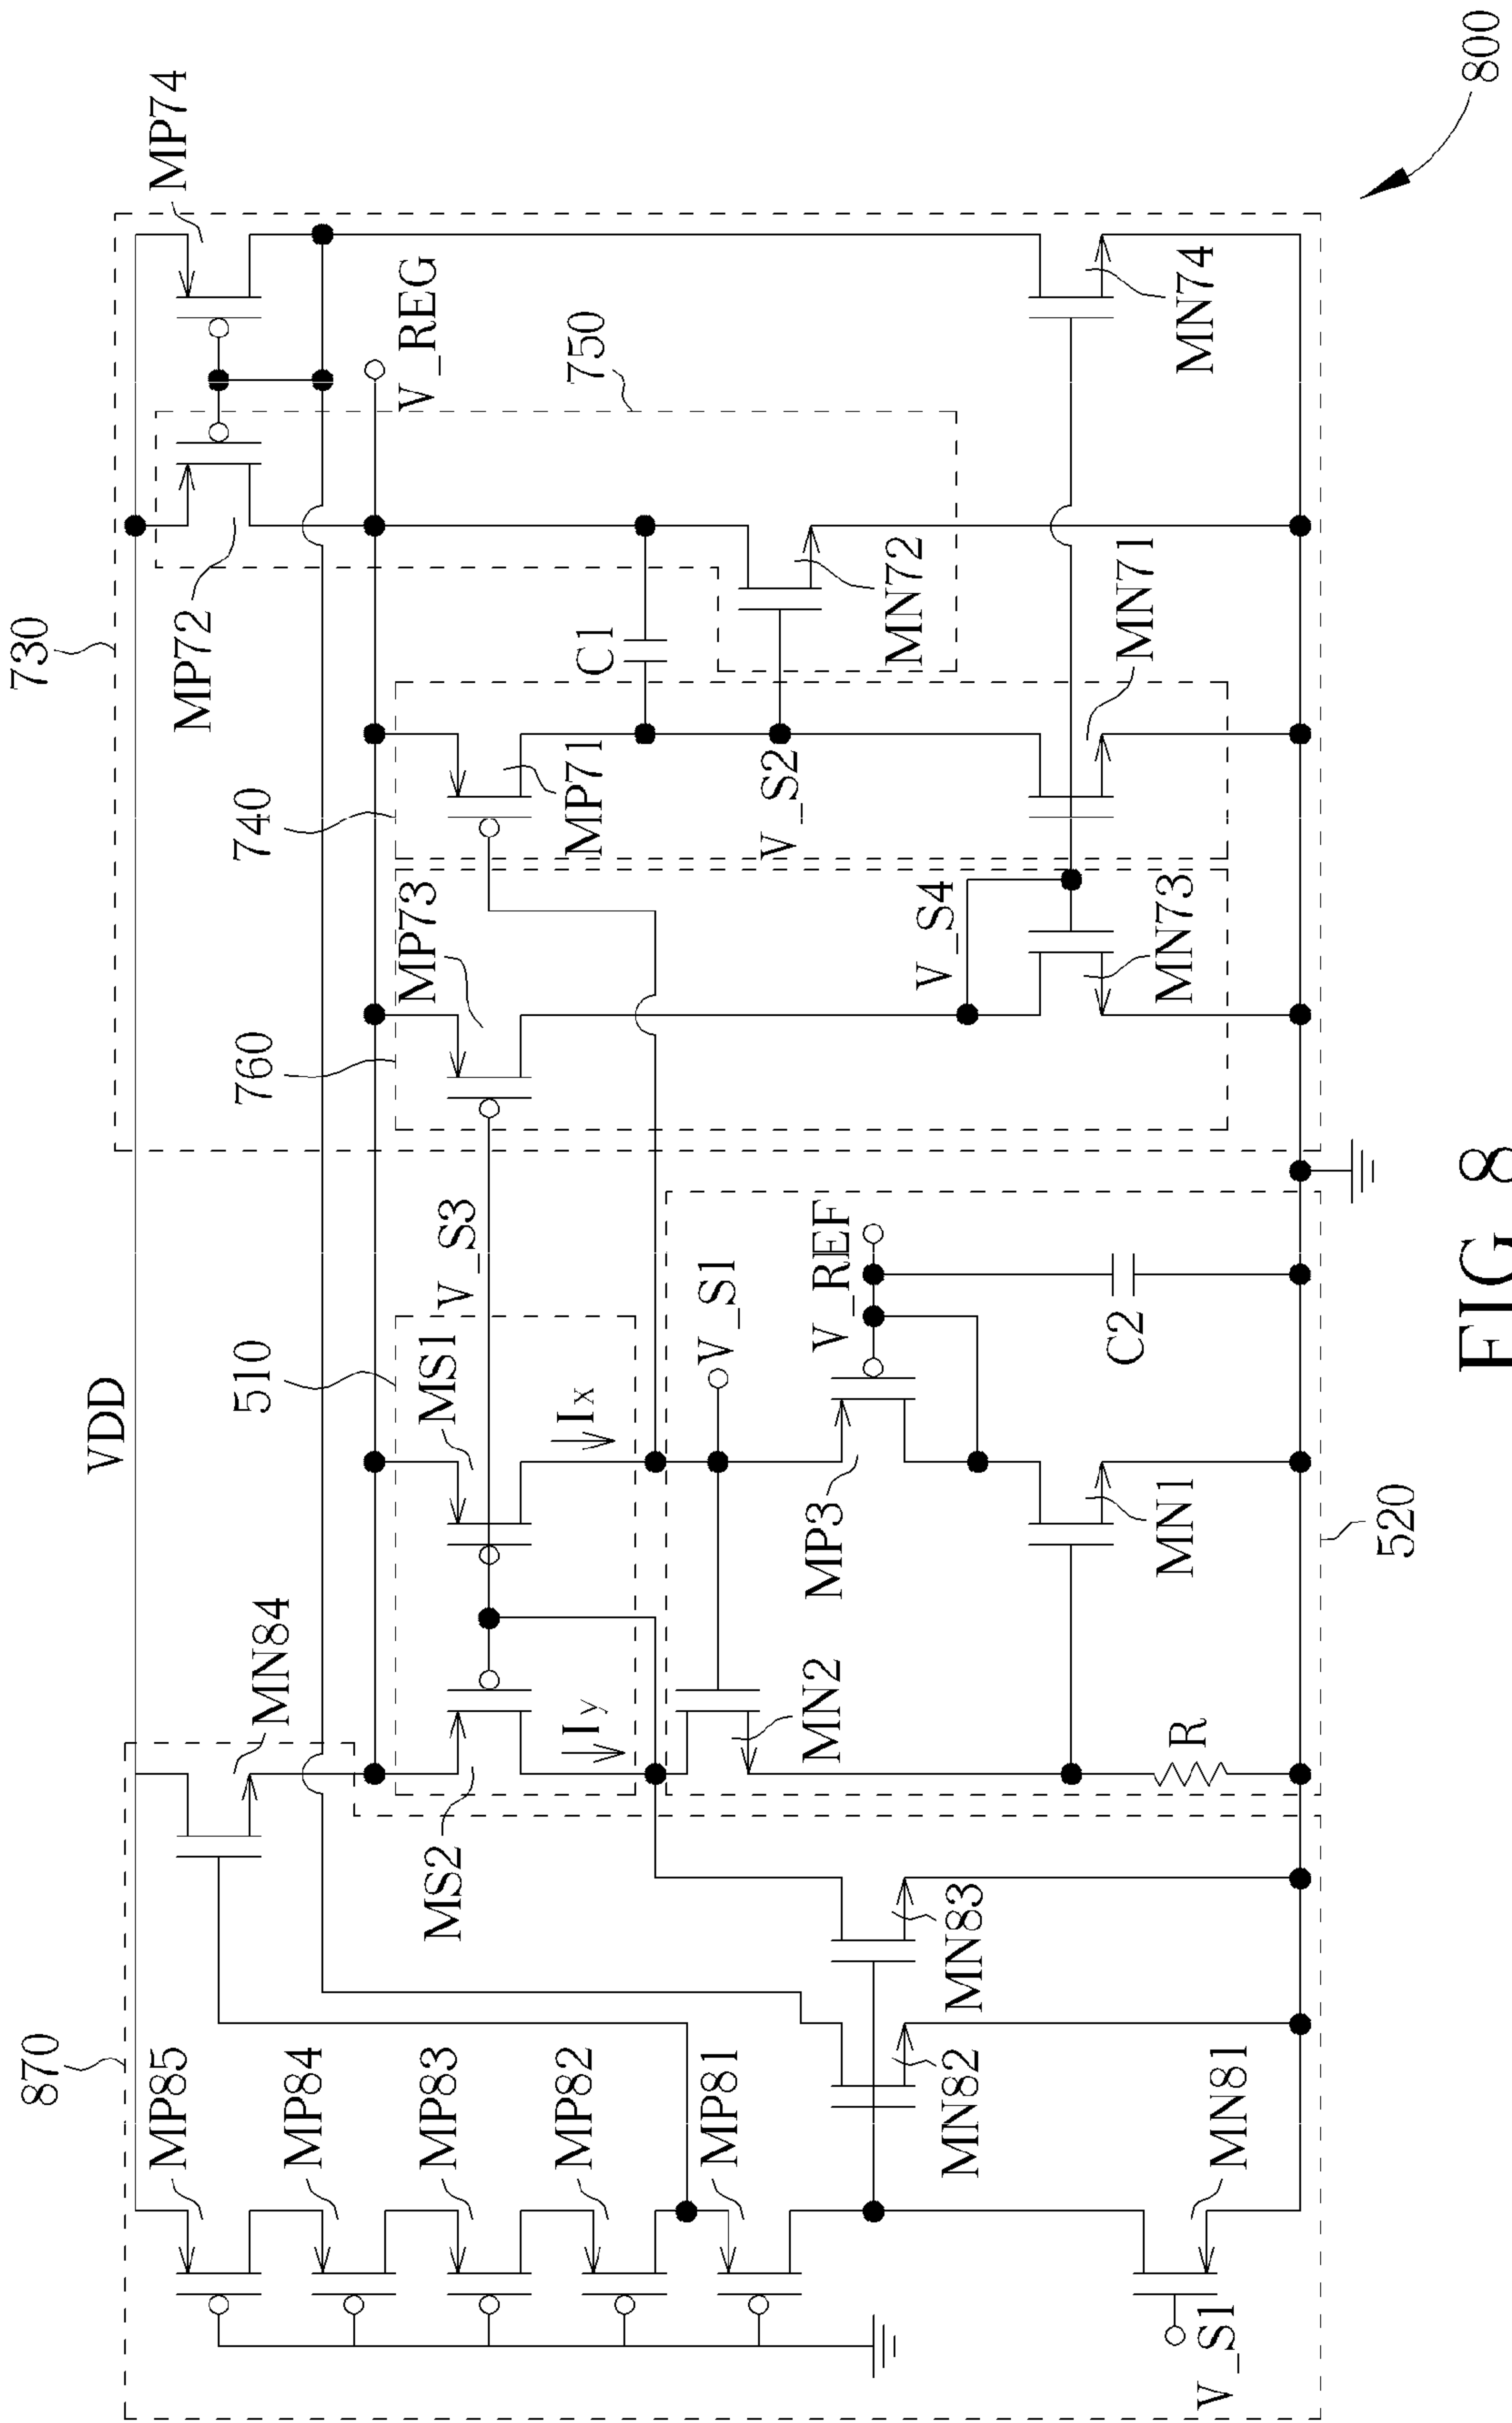 800
730
MP74
MP72
V_REG
750
C1
MN72
MN74
740
MP71
V_S2
MN71
760
MP73
V_S4
MN73
VDD
510
V_S3
MS1
Ix
V_S1
V_REF
MP3
C2
MN1
520
MN84
MS2
Iy
MN2
R
870
MP85
MP84
MP83
MP82
MP81
MN83
MN82
MN81
V_S1
FIG 8